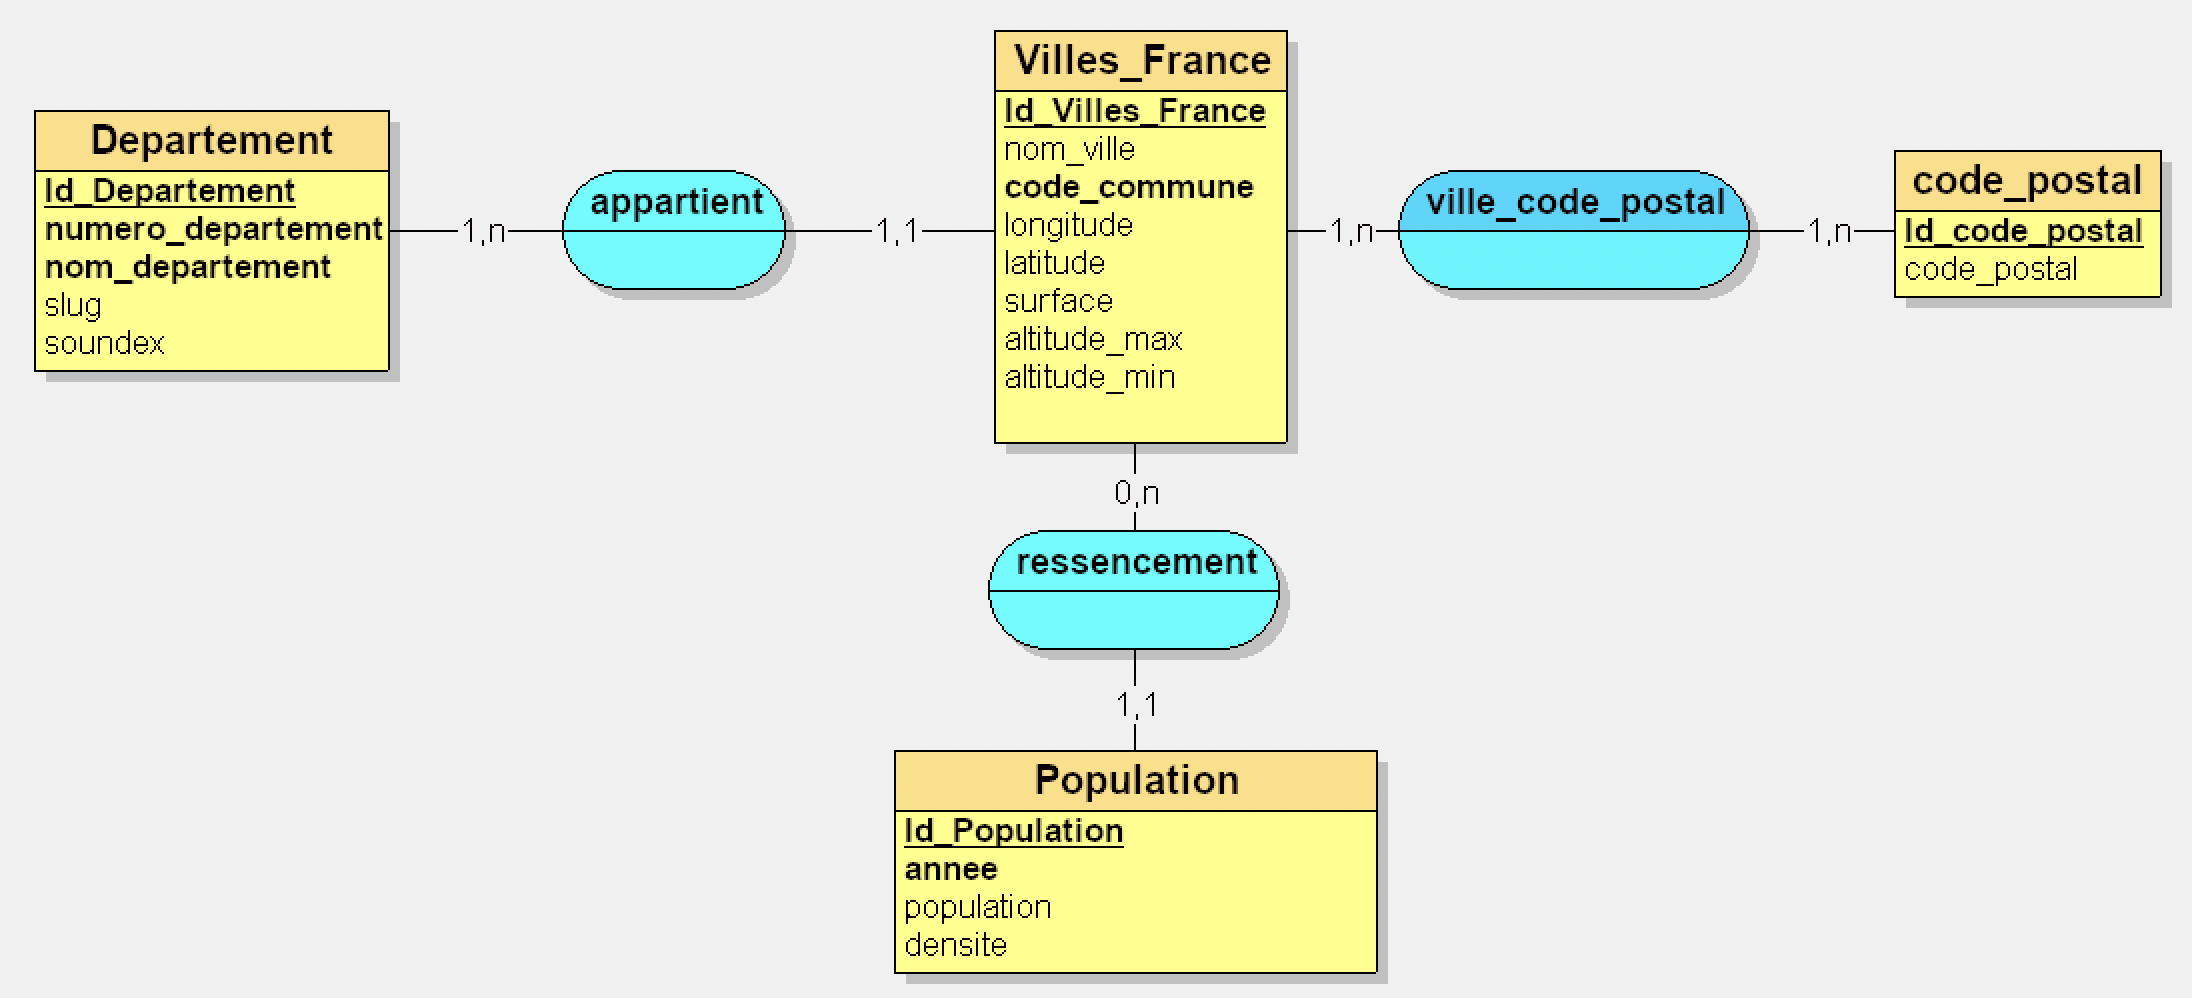 Departement
Id_Departement
numero_departement
nom_departement
slug
soundex
1,n
appartient
1,1
Villes_France
Id_Villes_France
nom_ville
code_commune
longitude
latitude
surface
altitude_max
altitude_min
1,n
ville_code_postal
1,n
code_postal
Id_code_postal
code_postal
0,n
ressencement
1,1
Population
Id_Population
annee
population
densite